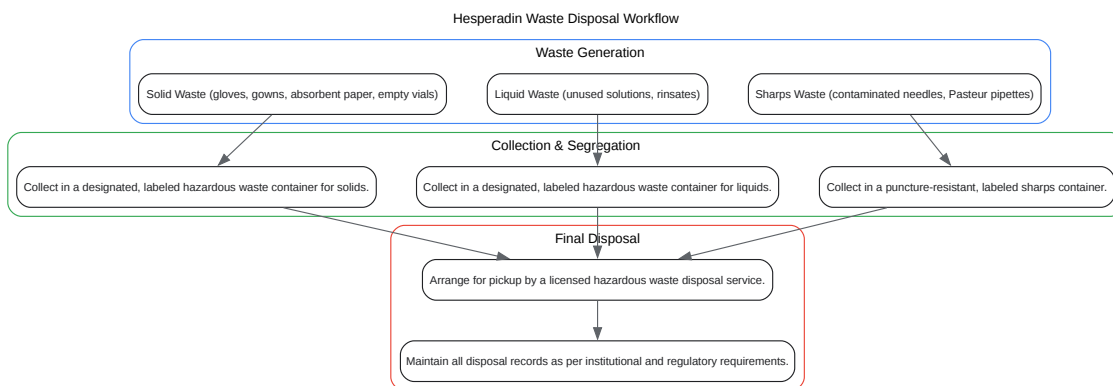 Hesperadin Waste Disposal Workflow
Waste Generation
Solid Waste (gloves, gowns, absorbent paper, empty vials)
Liquid Waste (unused solutions, rinsates)
Sharps Waste (contaminated needles, Pasteur pipettes)
Collection & Segregation
Collect in a designated, labeled hazardous waste container for solids.
Collect in a designated, labeled hazardous waste container for liquids.
Collect in a puncture-resistant, labeled sharps container.
Final Disposal
Arrange for pickup by a licensed hazardous waste disposal service.
Maintain all disposal records as per institutional and regulatory requirements.